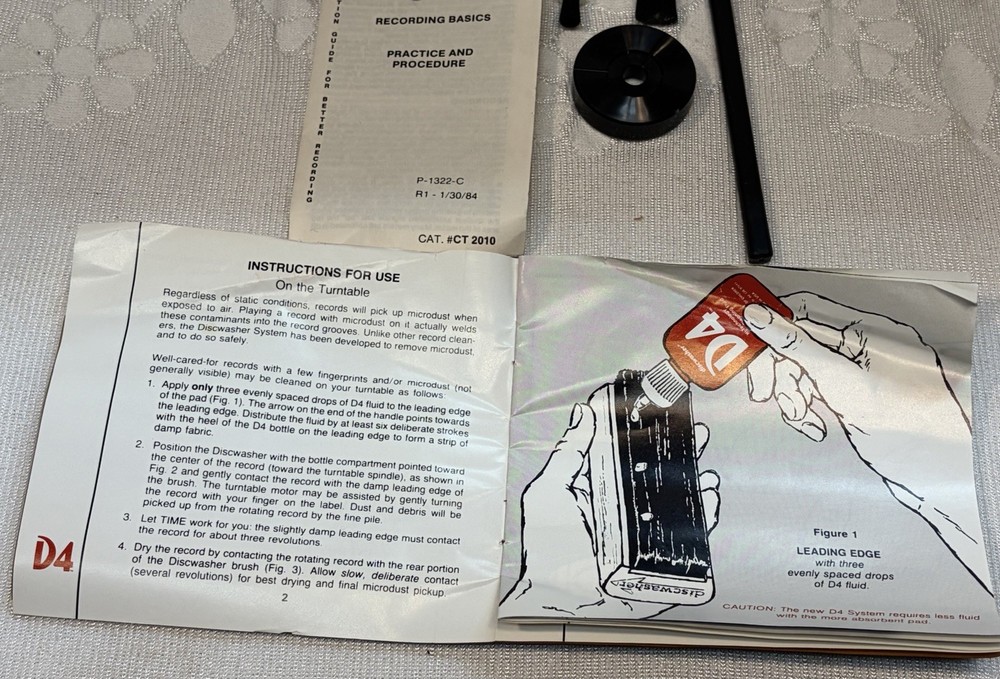 TION GUIDE FOR BETTER RECORDING
RECORDING BASICS
PRACTICE AND
PROCEDURE
P-1322-C
R1 - 1/30/84
CAT. #CT 2010
INSTRUCTIONS FOR USE
On the Turntable
Regardless of static conditions, records will pick up microdust when
exposed to air. Playing a record with microdust on it actually welds
these contaminants into the record grooves. Unlike other record clean-
ers, the Discwasher System has been developed to remove microdust,
and to do so safely.
Well-cared-for records with a few fingerprints and/or microdust (not
generally visible) may be cleaned on your turntable as follows:
1. Apply only three evenly spaced drops of D4 fluid to the leading edge
of the pad (Fig. 1). The arrow on the end of the handle points towards
the leading edge. Distribute the fluid by at least six deliberate strokes
with the heel of the D4 bottle on the leading edge to form a strip of
damp fabric.
2. Position the Discwasher with the bottle compartment pointed toward
the center of the record (toward the turntable spindle), as shown in
Fig. 2 and gently contact the record with the damp leading edge of
the brush. The turntable motor may be assisted by gently turning
the record with your finger on the label. Dust and debris will be
picked up from the rotating record by the fine pile.
3. Let TIME work for you: the slightly damp leading edge must contact
the record for about three revolutions.
4. Dry the record by contacting the rotating record with the rear portion
of the Discwasher brush (Fig. 3). Allow slow, deliberate contact
(several revolutions) for best drying and final microdust pickup.
2
D4
D4
discwasher
Figure 1
LEADING EDGE
with three
evenly spaced drops
of D4 fluid.
CAUTION: The new D4 System requires less fluid
with the more absorbent pad.